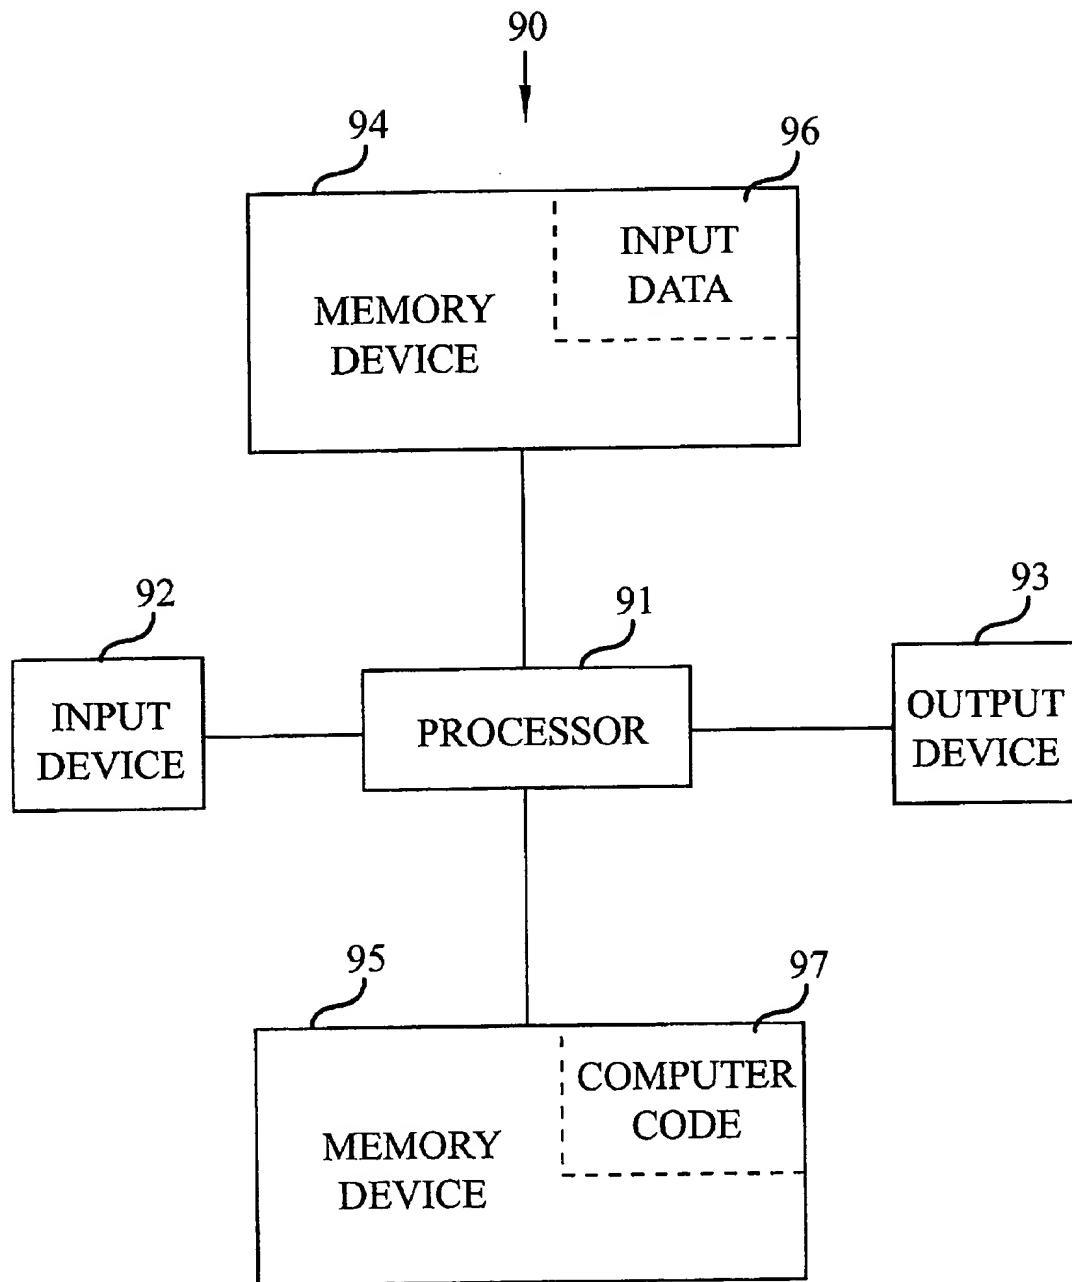 90
94
96
INPUT
DATA
MEMORY
DEVICE
92
91
93
INPUT
DEVICE
PROCESSOR
OUTPUT
DEVICE
95
97
COMPUTER
CODE
MEMORY
DEVICE